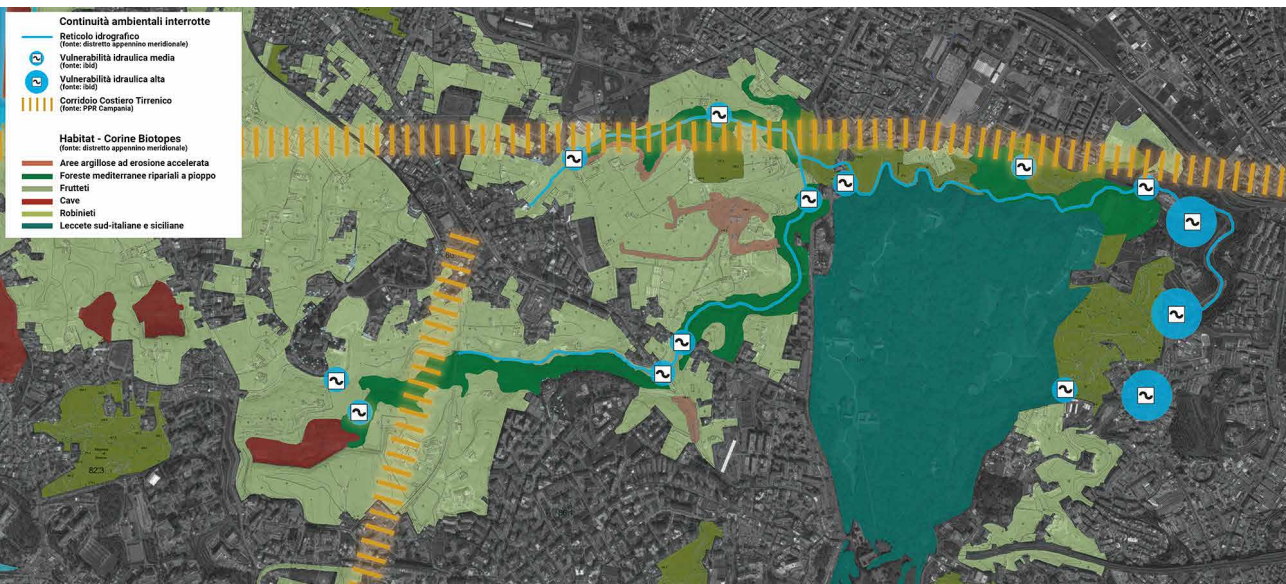 Continuità ambientali interrotte
Reticolo idrografico
(fonte: distretto appennino meridionale)
Vulnerabilità idraulica media
(fonte: ibid)
Vulnerabilità idraulica alta
(fonte: ibid)
Corridoio Costiero Tirrenico
(fonte: PPR Campania)
Habitat - Corine Biotopes
(fonte: distretto appennino meridionale)
Aree argillose ad erosione accelerata
Foreste mediterranee ripariali a pioppo
Frutteti
Cave
Robinieti
Leccete sud-italiane e siciliane